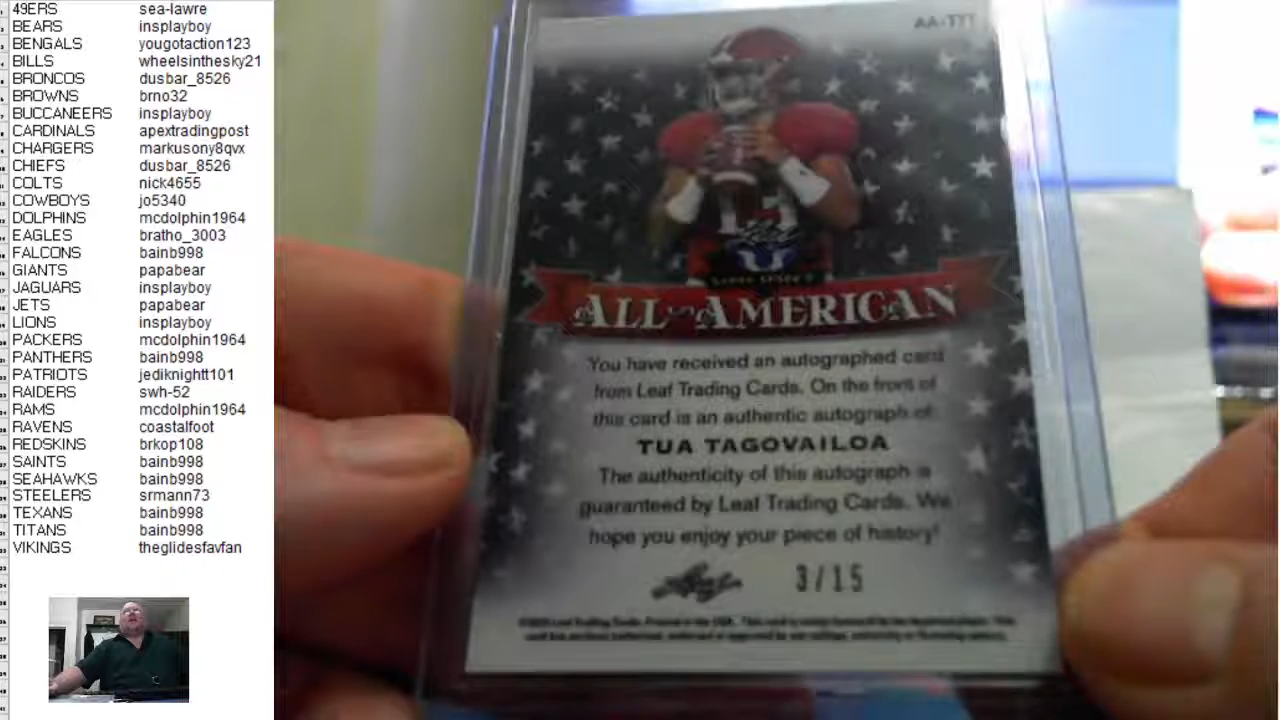 49ERS sea-lawre
BEARS insplayboy
BENGALS yougotaction123
BILLS wheelsinthesky21
BRONCOS dusbar_8526
BROWNS brno32
BUCCANEERS insplayboy
CARDINALS apextradingpost
CHARGERS markusony8qvx
CHIEFS dusbar_8526
COLTS nick4655
COWBOYS jo5340
DOLPHINS mcdolphin1964
EAGLES bratho_3003
FALCONS bainb998
GIANTS papabear
JAGUARS insplayboy
JETS papabear
LIONS insplayboy
PACKERS mcdolphin1964
PANTHERS bainb998
PATRIOTS jediknightt101
RAIDERS swh-52
RAMS mcdolphin1964
RAVENS coastalfoot
REDSKINS brkop108
SAINTS bainb998
SEAHAWKS bainb998
STEELERS srmann73
TEXANS bainb998
TITANS bainb998
VIKINGS theglidesfavfan
AA-TT1
ALL-AMERICAN
You have received an autographed card
from Leaf Trading Cards. On the front of
this card is an authentic autograph of:
TUA TAGOVAILOA
The authenticity of this autograph is
guaranteed by Leaf Trading Cards. We
hope you enjoy your piece of history!
Leaf
3/15